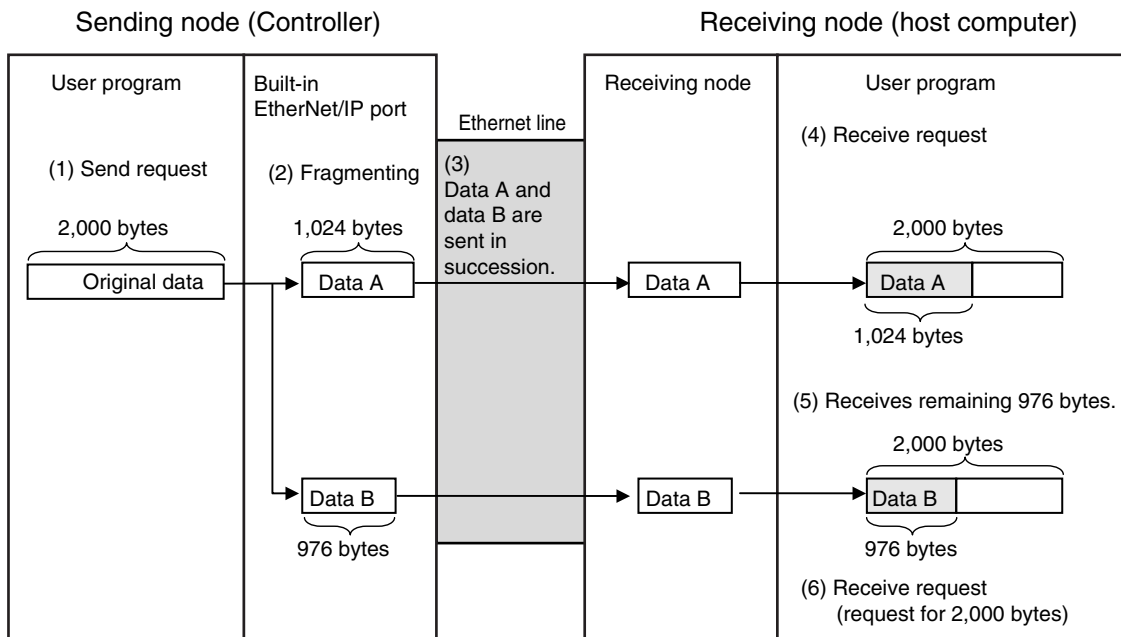 Sending node (Controller)
Receiving node (host computer)
User program
Built-in
EtherNet/IP port
Ethernet line
Receiving node
User program
(1) Send request
(2) Fragmenting
(3)
Data A and
data B are
sent in
succession.
(4) Receive request
2,000 bytes
1,024 bytes
2,000 bytes
Original data
Data A
Data A
Data A
1,024 bytes
(5) Receives remaining 976 bytes.
2,000 bytes
Data B
Data B
Data B
976 bytes
976 bytes
(6) Receive request
(request for 2,000 bytes)